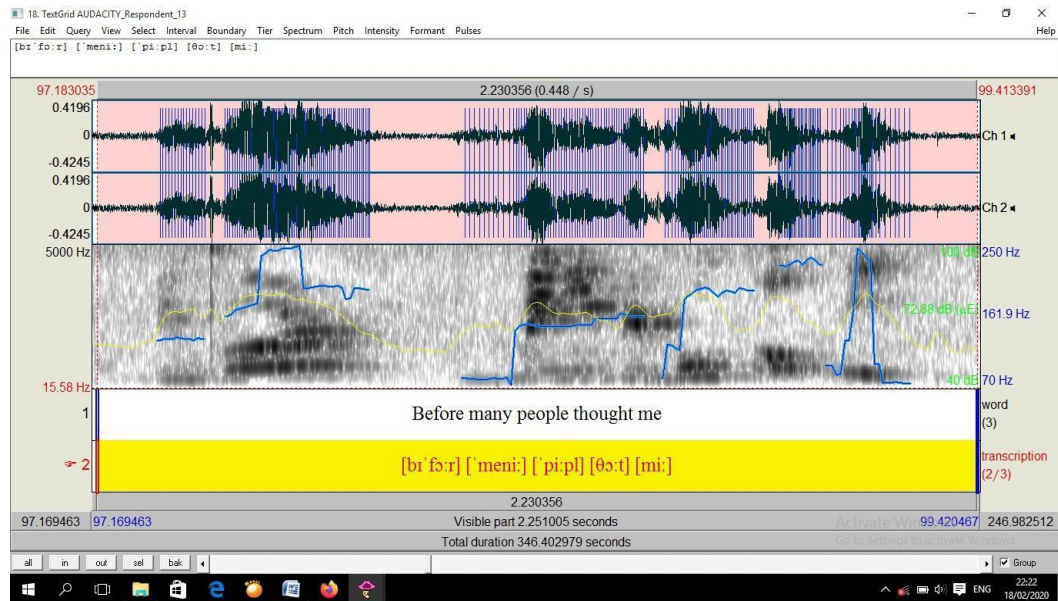 18. TextGrid AUDACITY_Respondent_13
File Edit Query View Select Interval Boundary Tier Spectrum Pitch Intensity Formant Pulses Help
[bɪˈfɔːr] [ˈmeniː] [ˈpiːpl] [θɔːt] [miː]
97.183035 2.230356 (0.448 / s) 99.413391
0.4196
0
-0.4245
Ch 1
0.4196
0
-0.4245
Ch 2
5000 Hz 100 dB 250 Hz
72.88 dB (µE) 161.9 Hz
15.58 Hz 40 dB 70 Hz
1 Before many people thought me word (3)
2 [bɪˈfɔːr] [ˈmeniː] [ˈpiːpl] [θɔːt] [miː] transcription (2/3)
2.230356
97.169463 97.169463 Visible part 2.251005 seconds 99.420467 246.982512
Total duration 346.402979 seconds
Activate Windows
Go to Settings to activate Windows.
all in out sel bak Group
ENG 22:22
18/02/2020